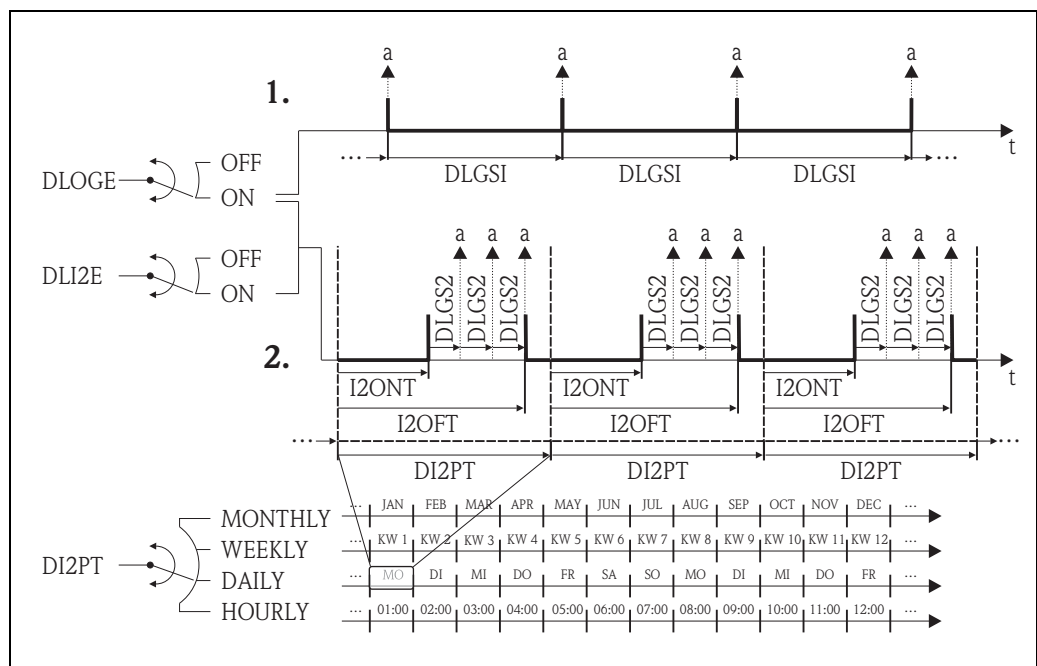 a a a a
1.
t
... ...
DLGSI DLGSI DLGSI
DLOGE OFF
ON
DLI2E OFF
ON
a a a a a a a a a
DLGS2 DLGS2 DLGS2 DLGS2 DLGS2 DLGS2 DLGS2 DLGS2 DLGS2
2.
t
I2ONT I2ONT I2ONT
I2OFT I2OFT I2OFT
... ...
DI2PT DI2PT DI2PT
MONTHLY ... JAN FEB MAR APR MAY JUN JUL AUG SEP OCT NOV DEC ...
WEEKLY ... KW 1 KW 2 KW 3 KW 4 KW 5 KW 6 KW 7 KW 8 KW 9 KW 10 KW 11 KW 12 ...
DI2PT
DAILY ... MO DI MI DO FR SA SO MO DI MI DO FR ...
HOURLY ... 01:00 02:00 03:00 04:00 05:00 06:00 07:00 08:00 09:00 10:00 11:00 12:00 ...